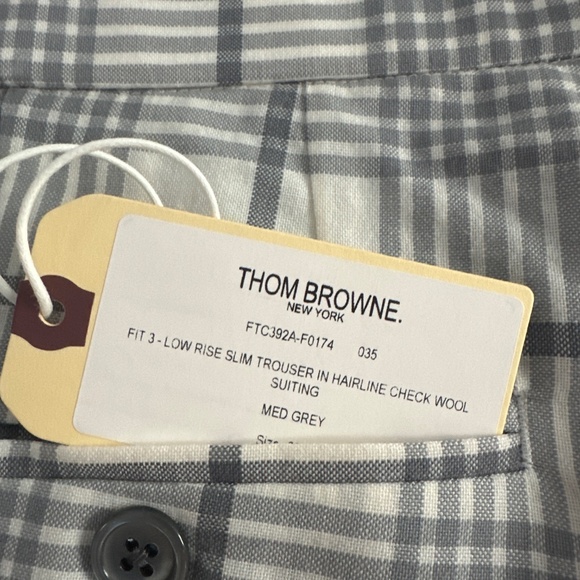 THOM BROWNE.
NEW YORK
FTC392A-F0174 035
FIT 3 - LOW RISE SLIM TROUSER IN HAIRLINE CHECK WOOL
SUITING
MED GREY